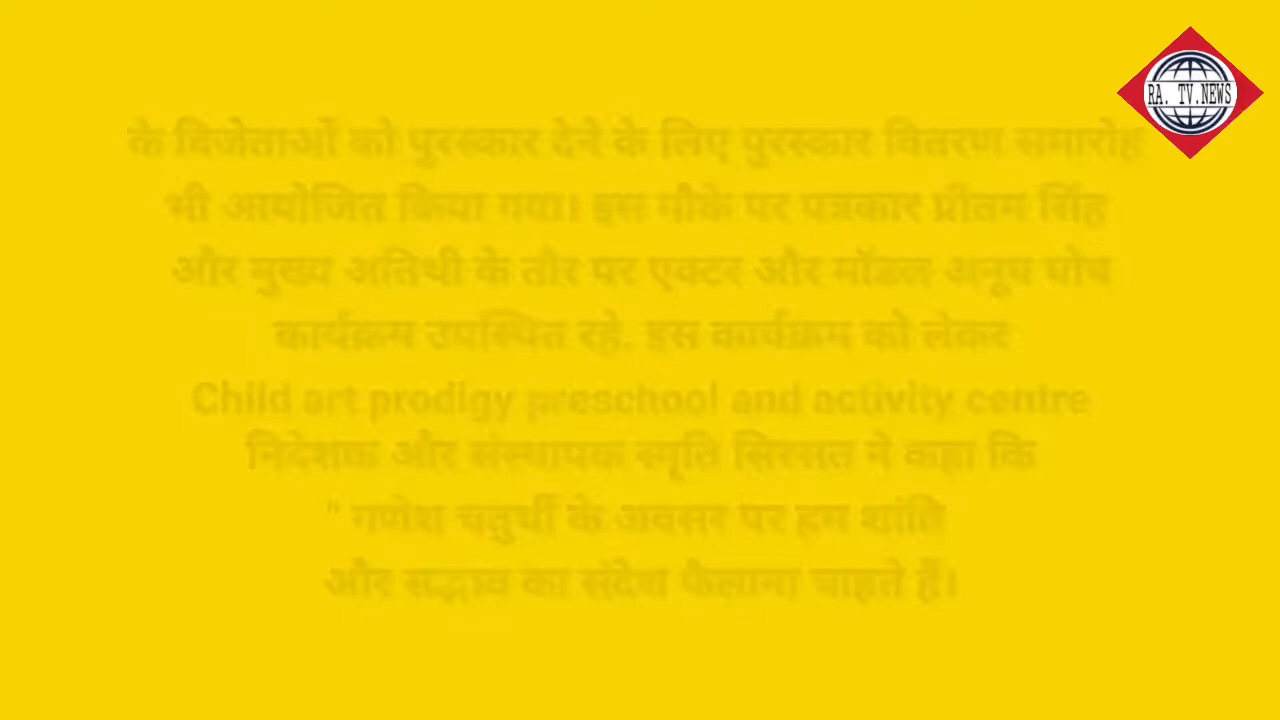 RA. TV.NEWS
के विजेताओं को पुरस्कार देने के लिए पुरस्कार वितरण समारोह
भी आयोजित किया गया। इस मौके पर पत्रकार प्रीतम सिंह
और मुख्य अतिथी के तौर पर एक्टर और मॉडल अनूप घोष
कार्यक्रम उपस्थित रहे. इस कार्यक्रम को लेकर
Child art prodigy preschool and activity centre
निदेशक और संस्थापक स्मृति सिरसत ने कहा कि
" गणेश चतुर्थी के अवसर पर हम शांति
और सद्भाव का संदेश फैलाना चाहते हैं।